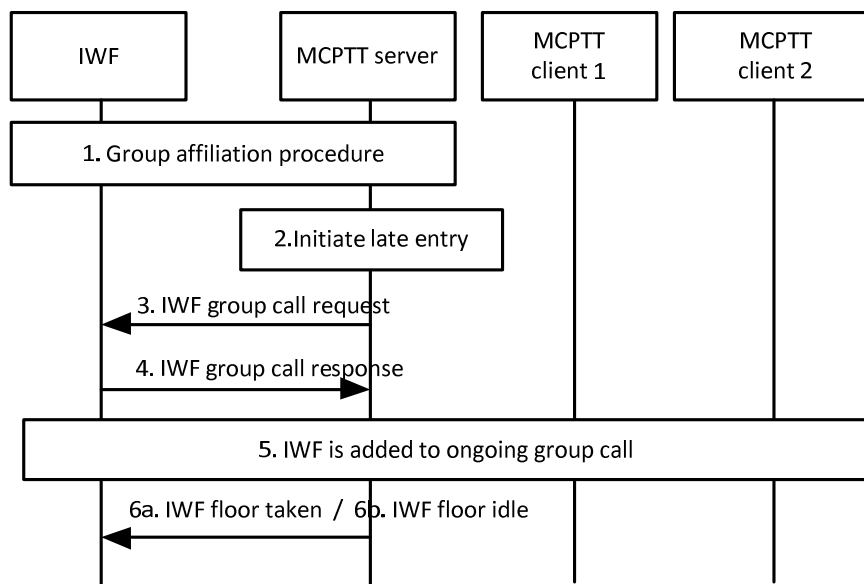 IWF
MCPTT server
MCPTT
client 1
MCPTT
client 2
1. Group affiliation procedure
2.Initiate late entry
3. IWF group call request
4. IWF group call response
5. IWF is added to ongoing group call
6a. IWF floor taken / 6b. IWF floor idle